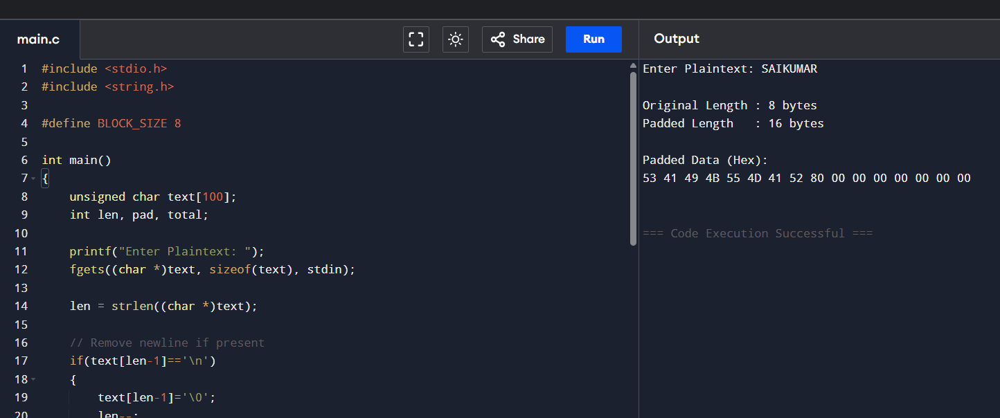 main.c
Share
Run
Output
1 #include <stdio.h>
2 #include <string.h>
3
4 #define BLOCK_SIZE 8
5
6 int main()
7 {
8     unsigned char text[100];
9     int len, pad, total;
10
11     printf("Enter Plaintext: ");
12     fgets((char *)text, sizeof(text), stdin);
13
14     len = strlen((char *)text);
15
16     // Remove newline if present
17     if(text[len-1]=='\n')
18     {
19         text[len-1]='\0';
20         len--;
Enter Plaintext: SAIKUMAR
Original Length : 8 bytes
Padded Length   : 16 bytes
Padded Data (Hex):
53 41 49 4B 55 4D 41 52 80 00 00 00 00 00 00 00
=== Code Execution Successful ===